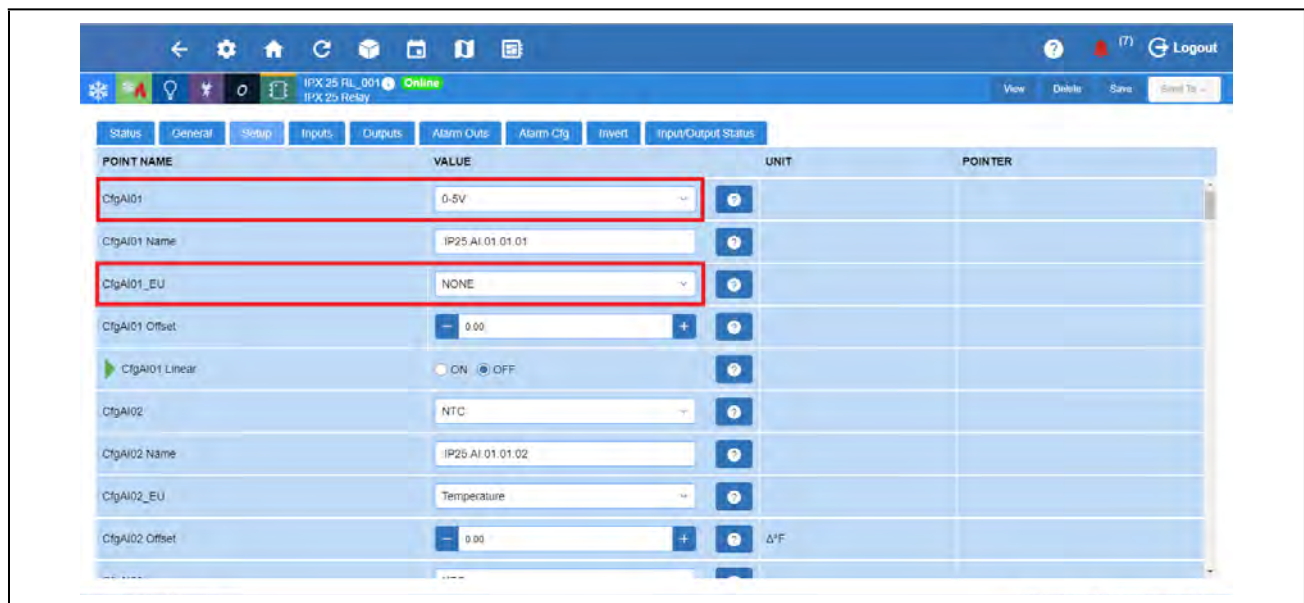 (7) Logout
IPX 25 RL_001 Online
IPX 25 Relay
View Delete Save Send To
Status General Setup Inputs Outputs Alarm Outs Alarm Cfg Invert Input/Output Status
POINT NAME VALUE UNIT POINTER
CfgAI01 0-5V
CfgAI01 Name IP25.AI.01.01.01
CfgAI01_EU NONE
CfgAI01 Offset 0.00
CfgAI01 Linear ON OFF
CfgAI02 NTC
CfgAI02 Name IP25.AI.01.01.02
CfgAI02_EU Temperature
CfgAI02 Offset 0.00 Δ°F